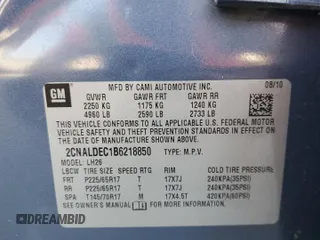 MFD BY CAMI AUTOMOTIVE INC. 08/10
GM
GVWR GAWR FRT GAWR RR
2250 KG 1175 KG 1240 KG
4960 LB 2590 LB 2733 LB
THIS VEHICLE CONFORMS TO ALL APPLICABLE U.S. FEDERAL MOTOR
VEHICLE SAFETY, BUMPER, AND THEFT PREVENTION STANDARDS IN
EFFECT ON THE DATE OF MANUFACTURE SHOWN ABOVE.
2CNALDEC1B6218850 TYPE: M.P.V.
MODEL: LH26
LBCW TIRE SIZE SPEED RTG RIM COLD TIRE PRESSURE
FRT P225/65R17 T 17X7J 240KPA(35PSI)
RR P225/65R17 T 17X7J 240KPA(35PSI)
SPA T145/70R17 M 17X4.5T 420KPA(60PSI)
SEE OWNER'S MANUAL FOR MORE INFORMATION.
AUTOBIDMASTER